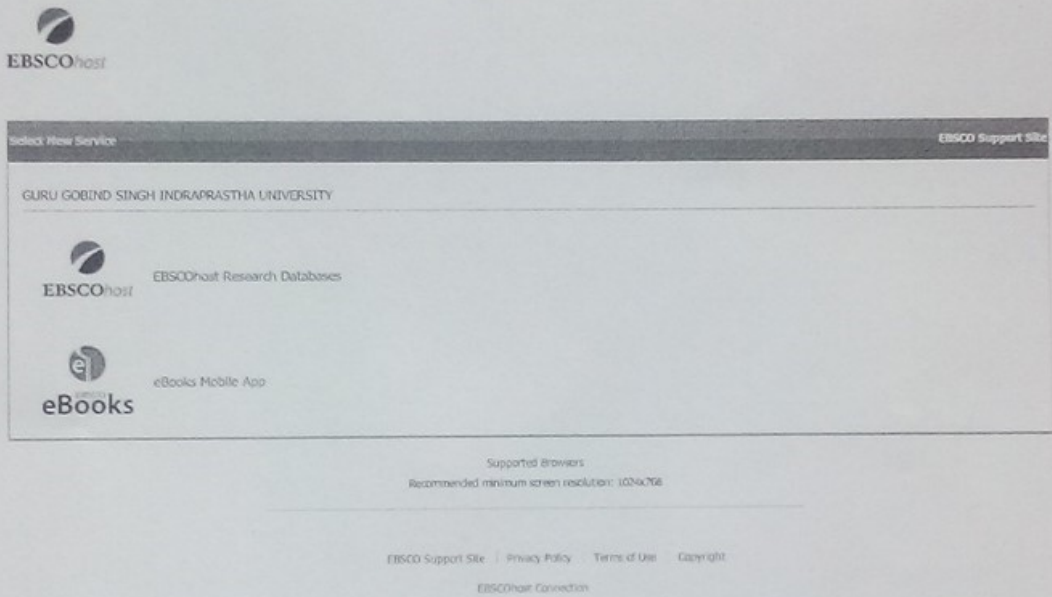 EBSCOhost
Select New Service
EBSCO Support Site
GURU GOBIND SINGH INDRAPRASTHA UNIVERSITY
EBSCOhost
EBSCOhost Research Databases
eBooks
eBooks Mobile App
Supported Browsers
Recommended minimum screen resolution: 1024x768
EBSCO Support Site | Privacy Policy | Terms of Use | Copyright
EBSCOhost Connection